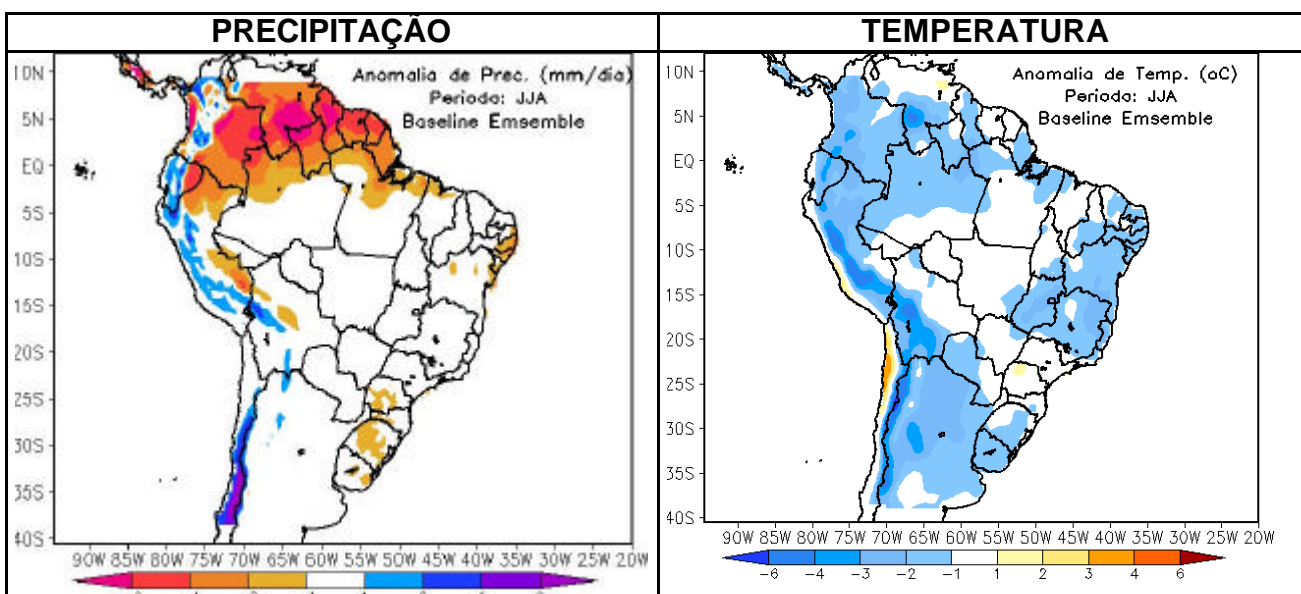 PRECIPITAÇÃO
TEMPERATURA
Anomalia de Prec. (mm/dia)
Periodo: JJA
Baseline Emsemble
10N
5N
EQ
5S
10S
15S
20S
25S
30S
35S
40S
90W 85W 80W 75W 70W 65W 60W 55W 50W 45W 40W 35W 30W 25W 20W
Anomalia de Temp. (oC)
Periodo: JJA
Baseline Emsemble
10N
5N
EQ
5S
10S
15S
20S
25S
30S
35S
40S
90W 85W 80W 75W 70W 65W 60W 55W 50W 45W 40W 35W 30W 25W 20W
-6 -4 -3 -2 -1 1 2 3 4 6